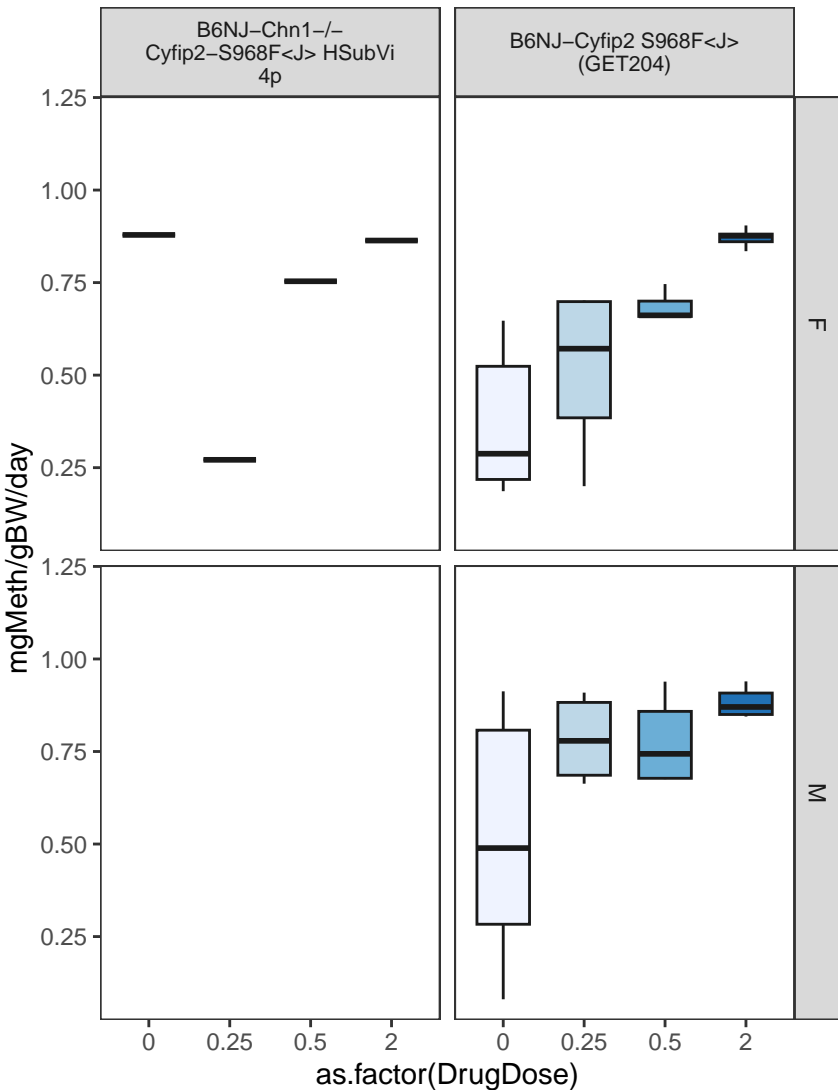 B6NJ−Chn1−/−
Cyfip2−S968F<J> HSubVi
4p
B6NJ−Cyfip2 S968F<J>
(GET204)
1.25
1.00
0.75
0.50
0.25
F
1.25
1.00
0.75
0.50
0.25
M
mgMeth/gBW/day
0 0.25 0.5 2 0 0.25 0.5 2
as.factor(DrugDose)